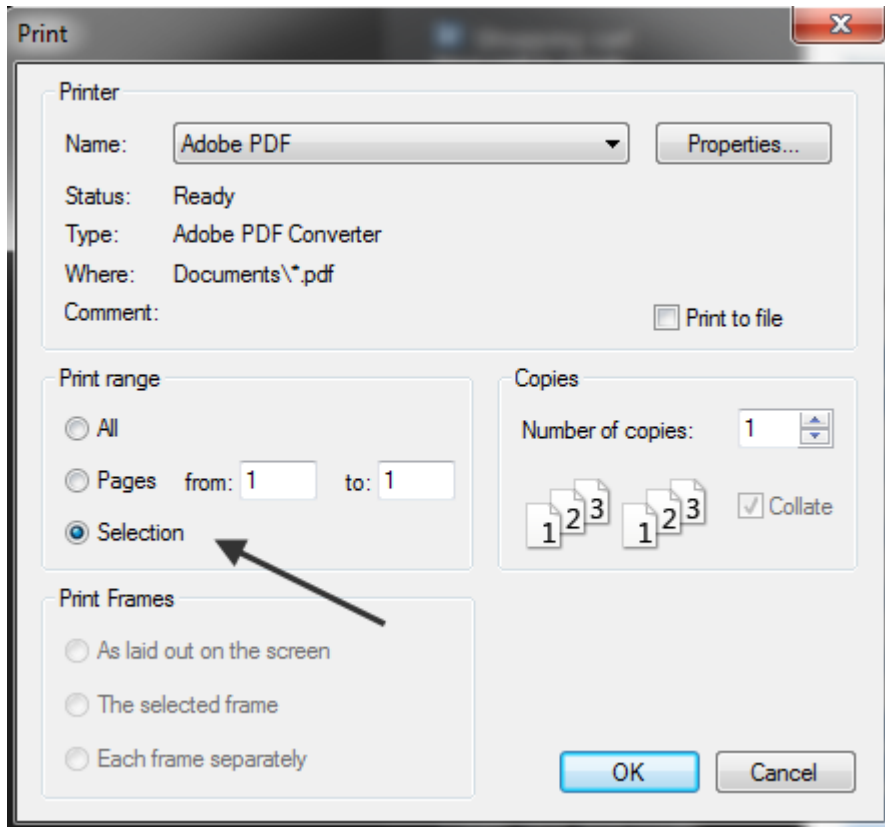 Print
Printer
Name: Adobe PDF Properties...
Status: Ready
Type: Adobe PDF Converter
Where: Documents\*.pdf
Comment:
Print to file
Print range
All
Pages from: 1 to: 1
Selection
Copies
Number of copies: 1
1 2 3 1 2 3 Collate
Print Frames
As laid out on the screen
The selected frame
Each frame separately
OK Cancel